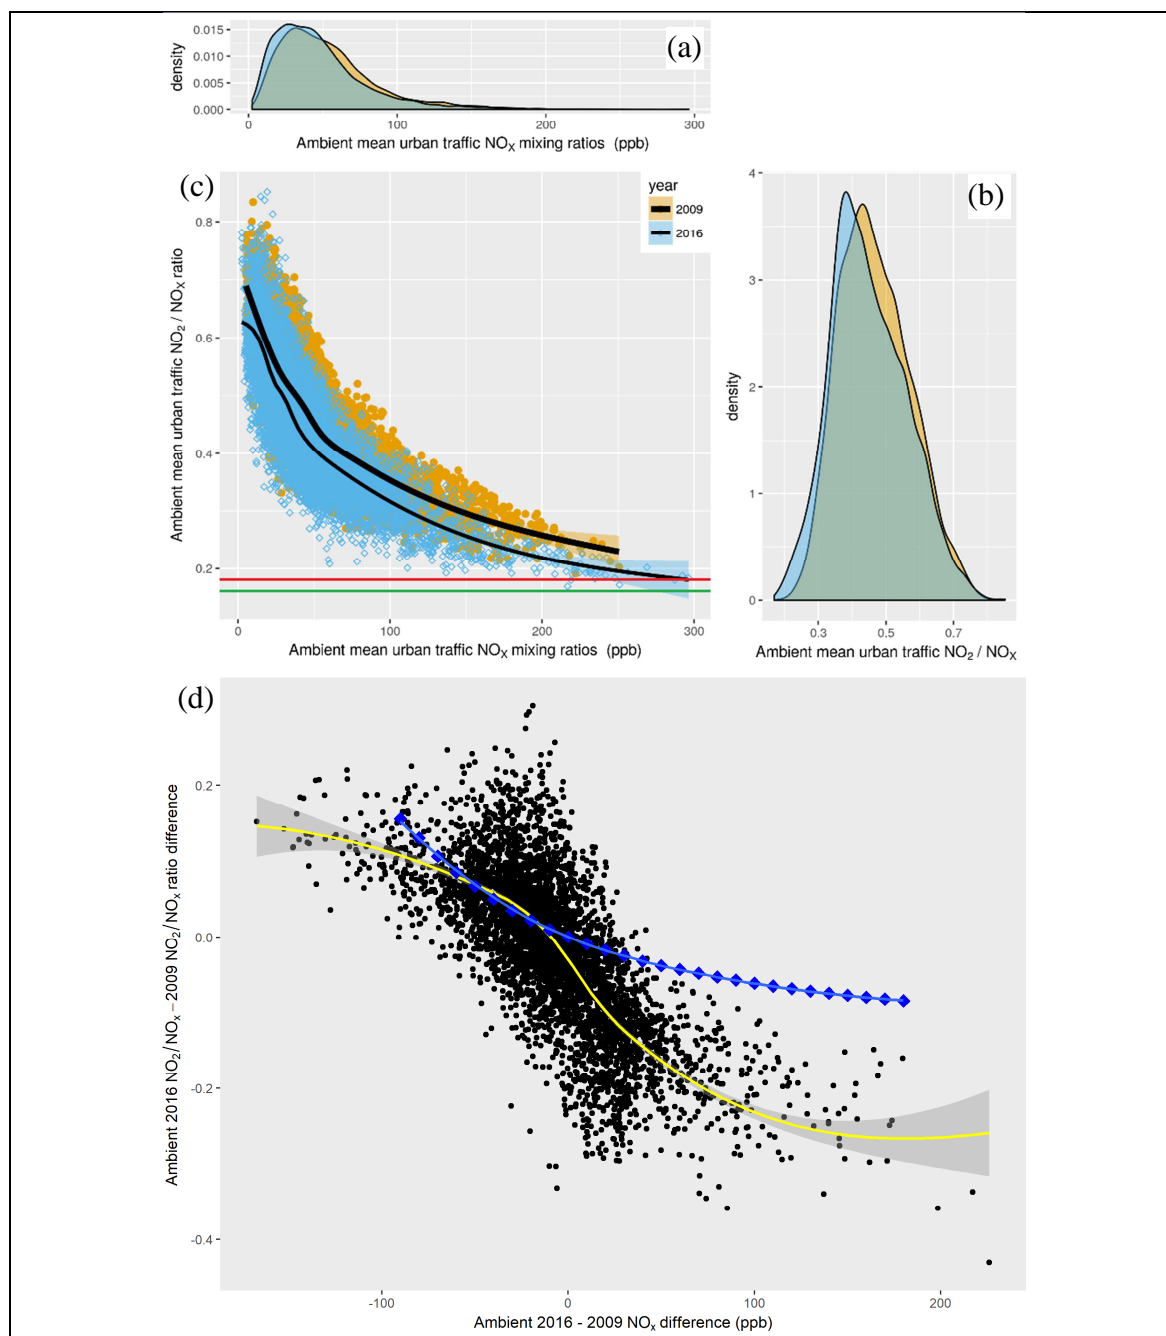 (a)
density
0.015
0.010
0.005
0.000
0 100 200 300
Ambient mean urban traffic NOX mixing ratios (ppb)
(c)
year
2009
2016
Ambient mean urban traffic NO2 / NOX ratio
0.8
0.6
0.4
0.2
0 100 200 300
Ambient mean urban traffic NOX mixing ratios (ppb)
(b)
density
4
3
2
1
0
0.3 0.5 0.7
Ambient mean urban traffic NO2 / NOX
(d)
Ambient 2016 NO2/NOx − 2009 NO2/NOx ratio difference
0.2
0.0
-0.2
-0.4
-100 0 100 200
Ambient 2016 - 2009 NOx difference (ppb)